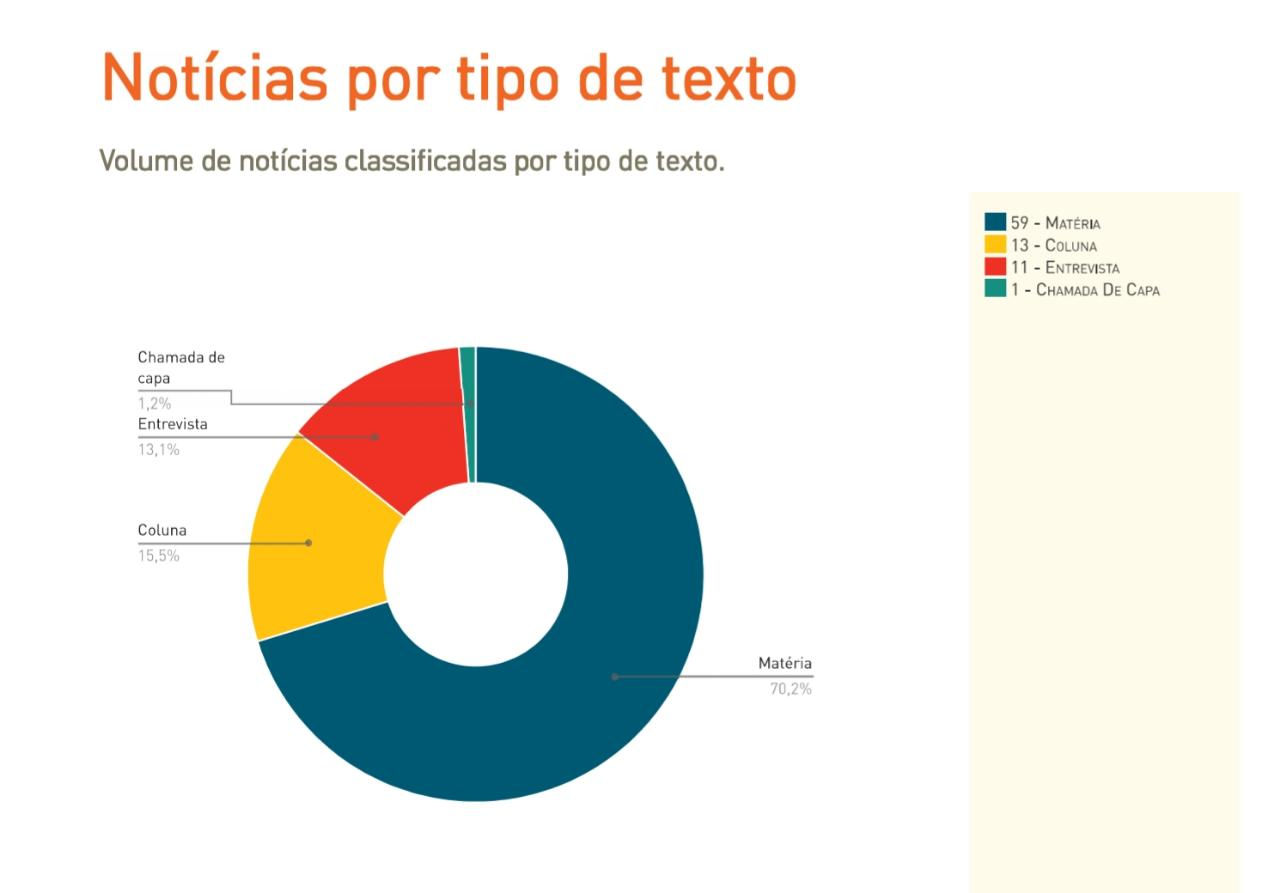 Notícias por tipo de texto
Volume de notícias classificadas por tipo de texto.
59 - Matéria
13 - Coluna
11 - Entrevista
1 - Chamada De Capa
Chamada de
capa
1,2%
Entrevista
13,1%
Coluna
15,5%
Matéria
70,2%